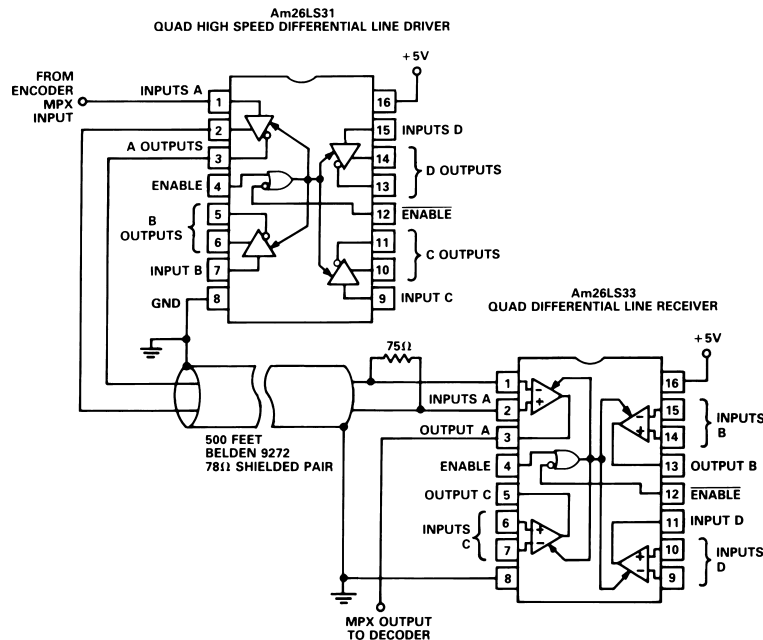 Am26LS31
QUAD HIGH SPEED DIFFERENTIAL LINE DRIVER
+5V
FROM
ENCODER
MPX
INPUT
INPUTS A
1
16
2
15
INPUTS D
A OUTPUTS
3
14
D OUTPUTS
ENABLE
4
13
B
OUTPUTS
5
12
ENABLE
6
11
C OUTPUTS
INPUT B
7
10
GND
8
9
INPUT C
Am26LS33
QUAD DIFFERENTIAL LINE RECEIVER
+5V
75Ω
500 FEET
BELDEN 9272
78Ω SHIELDED PAIR
1
16
INPUTS A
2
15
INPUTS
B
OUTPUT A
3
14
ENABLE
4
13
OUTPUT B
OUTPUT C
5
12
ENABLE
INPUTS
C
6
11
INPUT D
7
10
INPUTS
D
8
9
MPX OUTPUT
TO DECODER